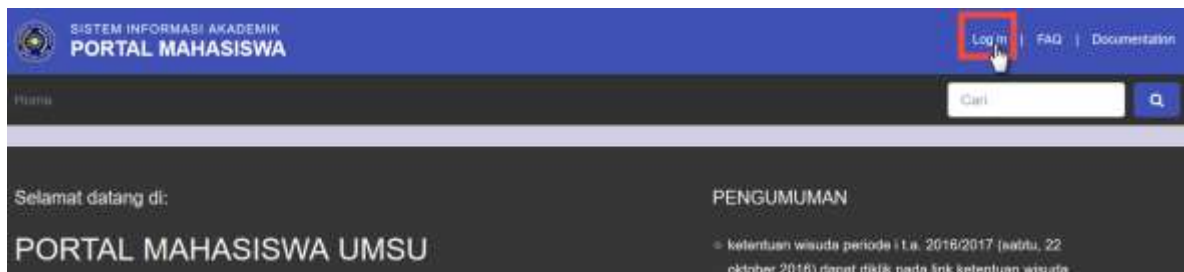 SISTEM INFORMASI AKADEMIK
PORTAL MAHASISWA
Log In | FAQ | Documentation
Home
Cari
Selamat datang di:
PORTAL MAHASISWA UMSU
PENGUMUMAN
ketentuan wisuda periode i t.a. 2016/2017 (sabtu, 22
oktober 2016) dapat diklik pada link ketentuan wisuda